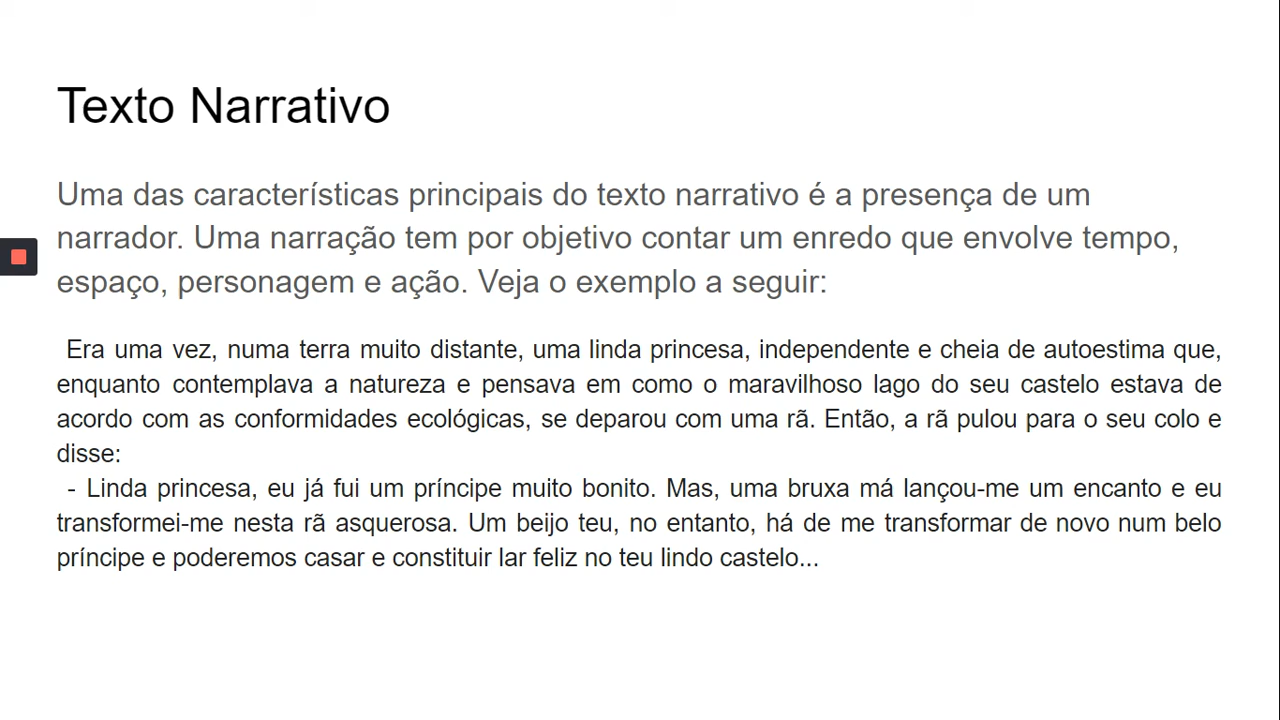 Texto Narrativo
Uma das características principais do texto narrativo é a presença de um
narrador. Uma narração tem por objetivo contar um enredo que envolve tempo,
espaço, personagem e ação. Veja o exemplo a seguir:
Era uma vez, numa terra muito distante, uma linda princesa, independente e cheia de autoestima que,
enquanto contemplava a natureza e pensava em como o maravilhoso lago do seu castelo estava de
acordo com as conformidades ecológicas, se deparou com uma rã. Então, a rã pulou para o seu colo e
disse:
- Linda princesa, eu já fui um príncipe muito bonito. Mas, uma bruxa má lançou-me um encanto e eu
transformei-me nesta rã asquerosa. Um beijo teu, no entanto, há de me transformar de novo num belo
príncipe e poderemos casar e constituir lar feliz no teu lindo castelo...